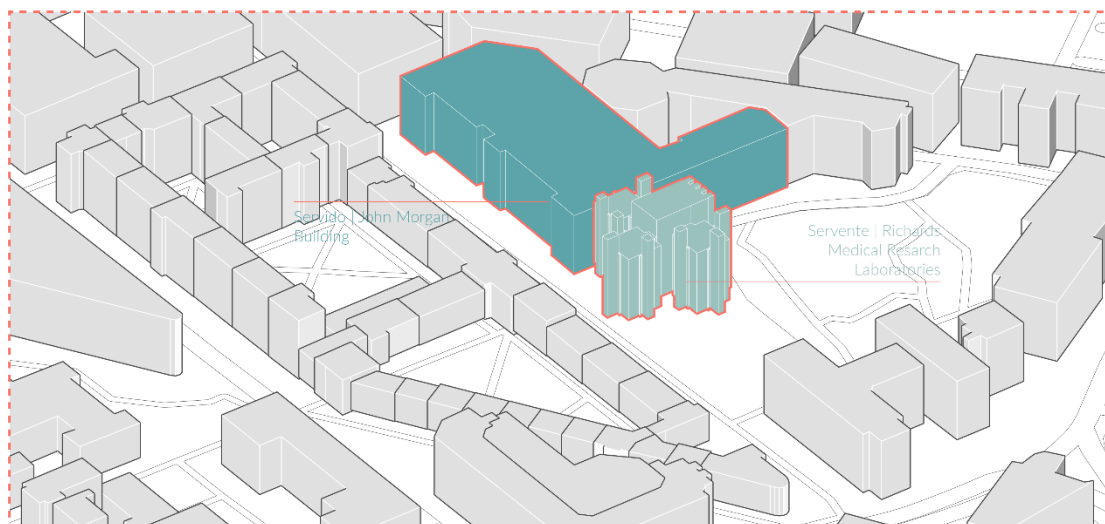 Servido | John Morgan
Building
Servente | Richards
Medical Resarch
Laboratories